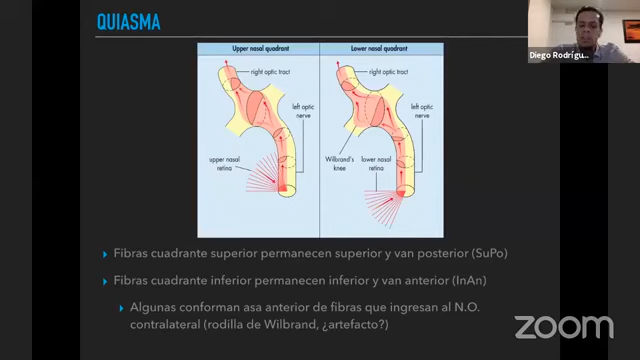 QUIASMA
Diego Rodrígu...
Upper nasal quadrant
Lower nasal quadrant
right optic tract
left optic
nerve
upper nasal
retina
right optic tract
left optic
nerve
Wilbrand's
knee
lower nasal
retina
Fibras cuadrante superior permanecen superior y van posterior (SuPo)
Fibras cuadrante inferior permanecen inferior y van anterior (InAn)
Algunas conforman asa anterior de fibras que ingresan al N.O.
contralateral (rodilla de Wilbrand, ¿artefacto?)
zoom